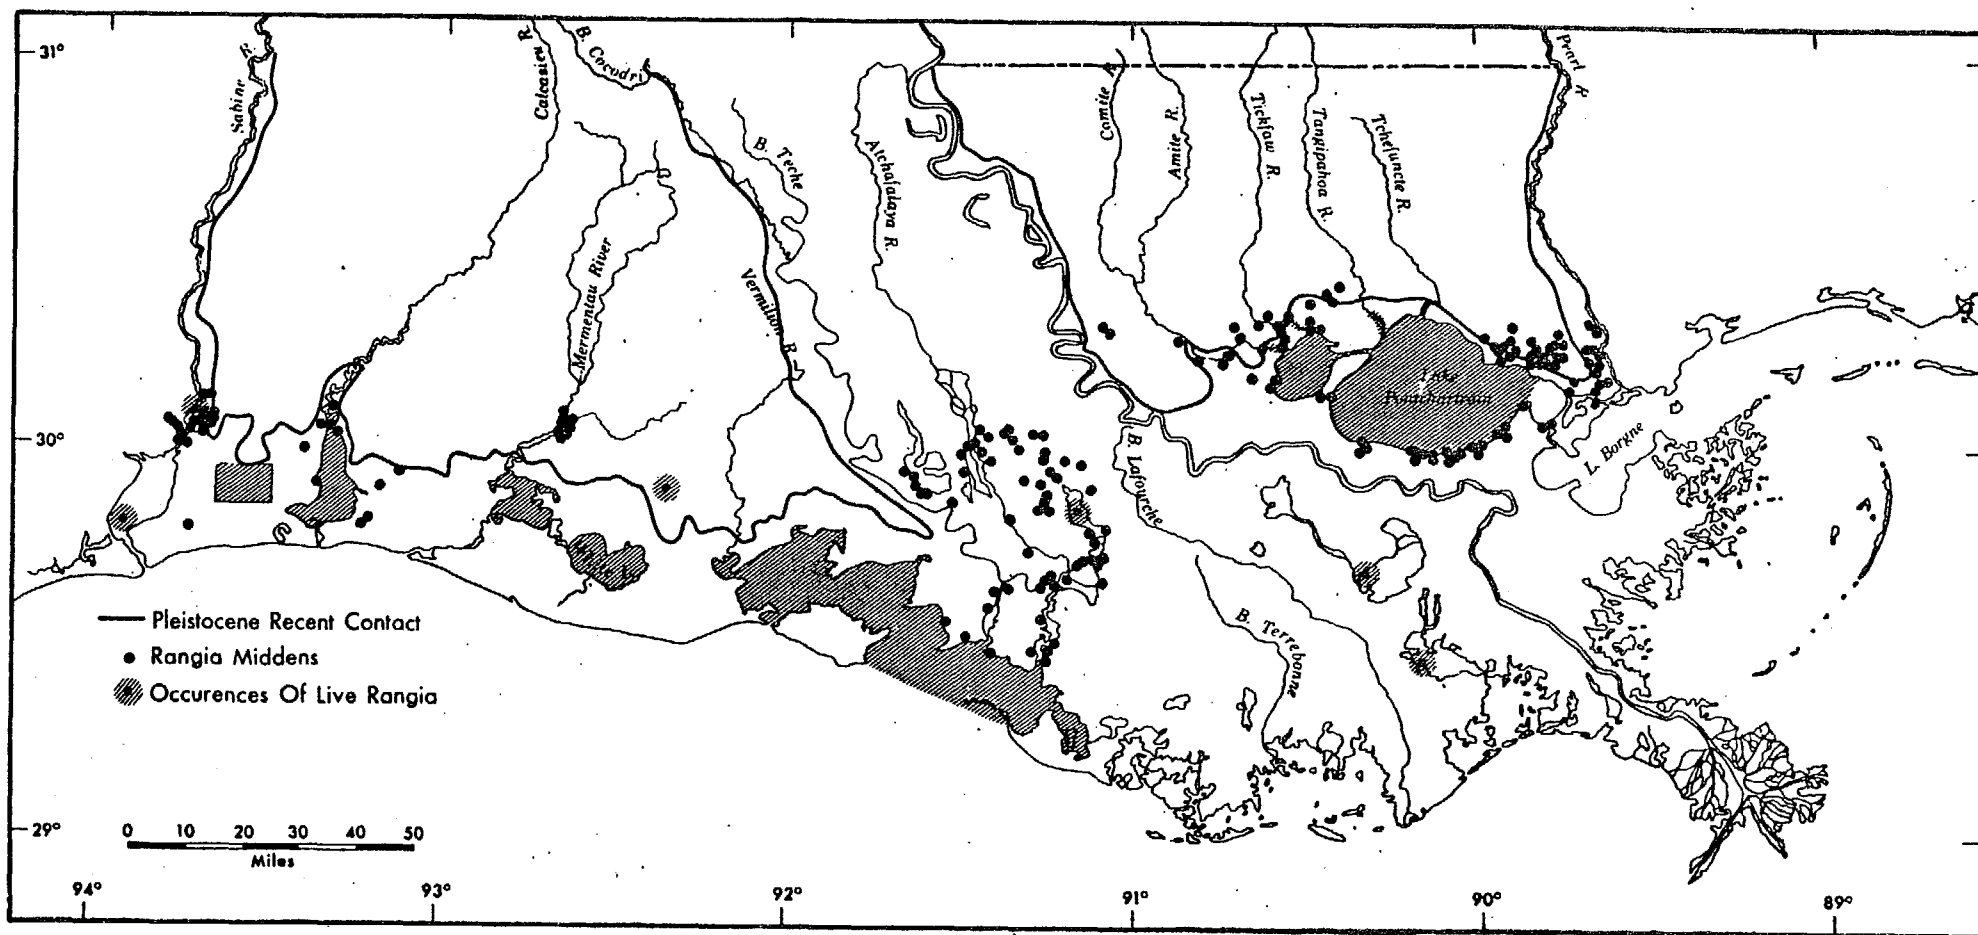 31°
30°
29°
Sabine R.
Calcasieu R.
B. Cocodri
B. Teche
Atchafalaya R.
Comite R.
Amite R.
Tickfaw R.
Tangipahoa R.
Tchefuncte R.
Pearl R
Mermentau River
Vermilion R.
Lake
Pontchartrain
L. Borgne
B. Lafourche
B. Terrebonne
White L.
Pleistocene Recent Contact
Rangia Middens
Occurences Of Live Rangia
0 10 20 30 40 50
Miles
94° 93° 92° 91° 90° 89°